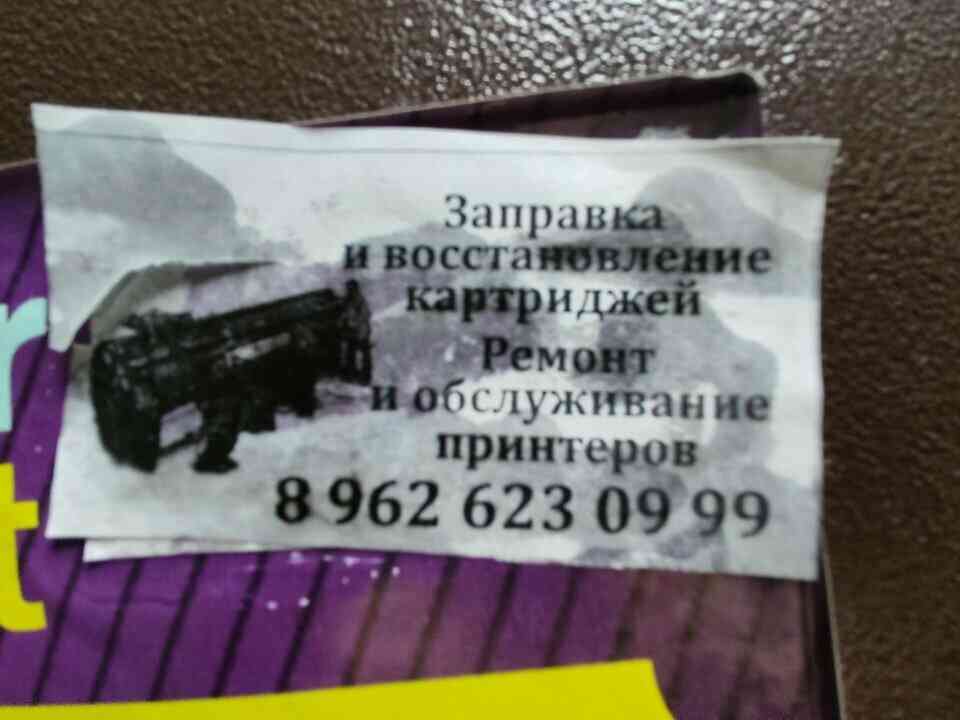 Заправка
и восстановление
картриджей
Ремонт
и обслуживание
принтеров
8 962 623 09 99
r
t